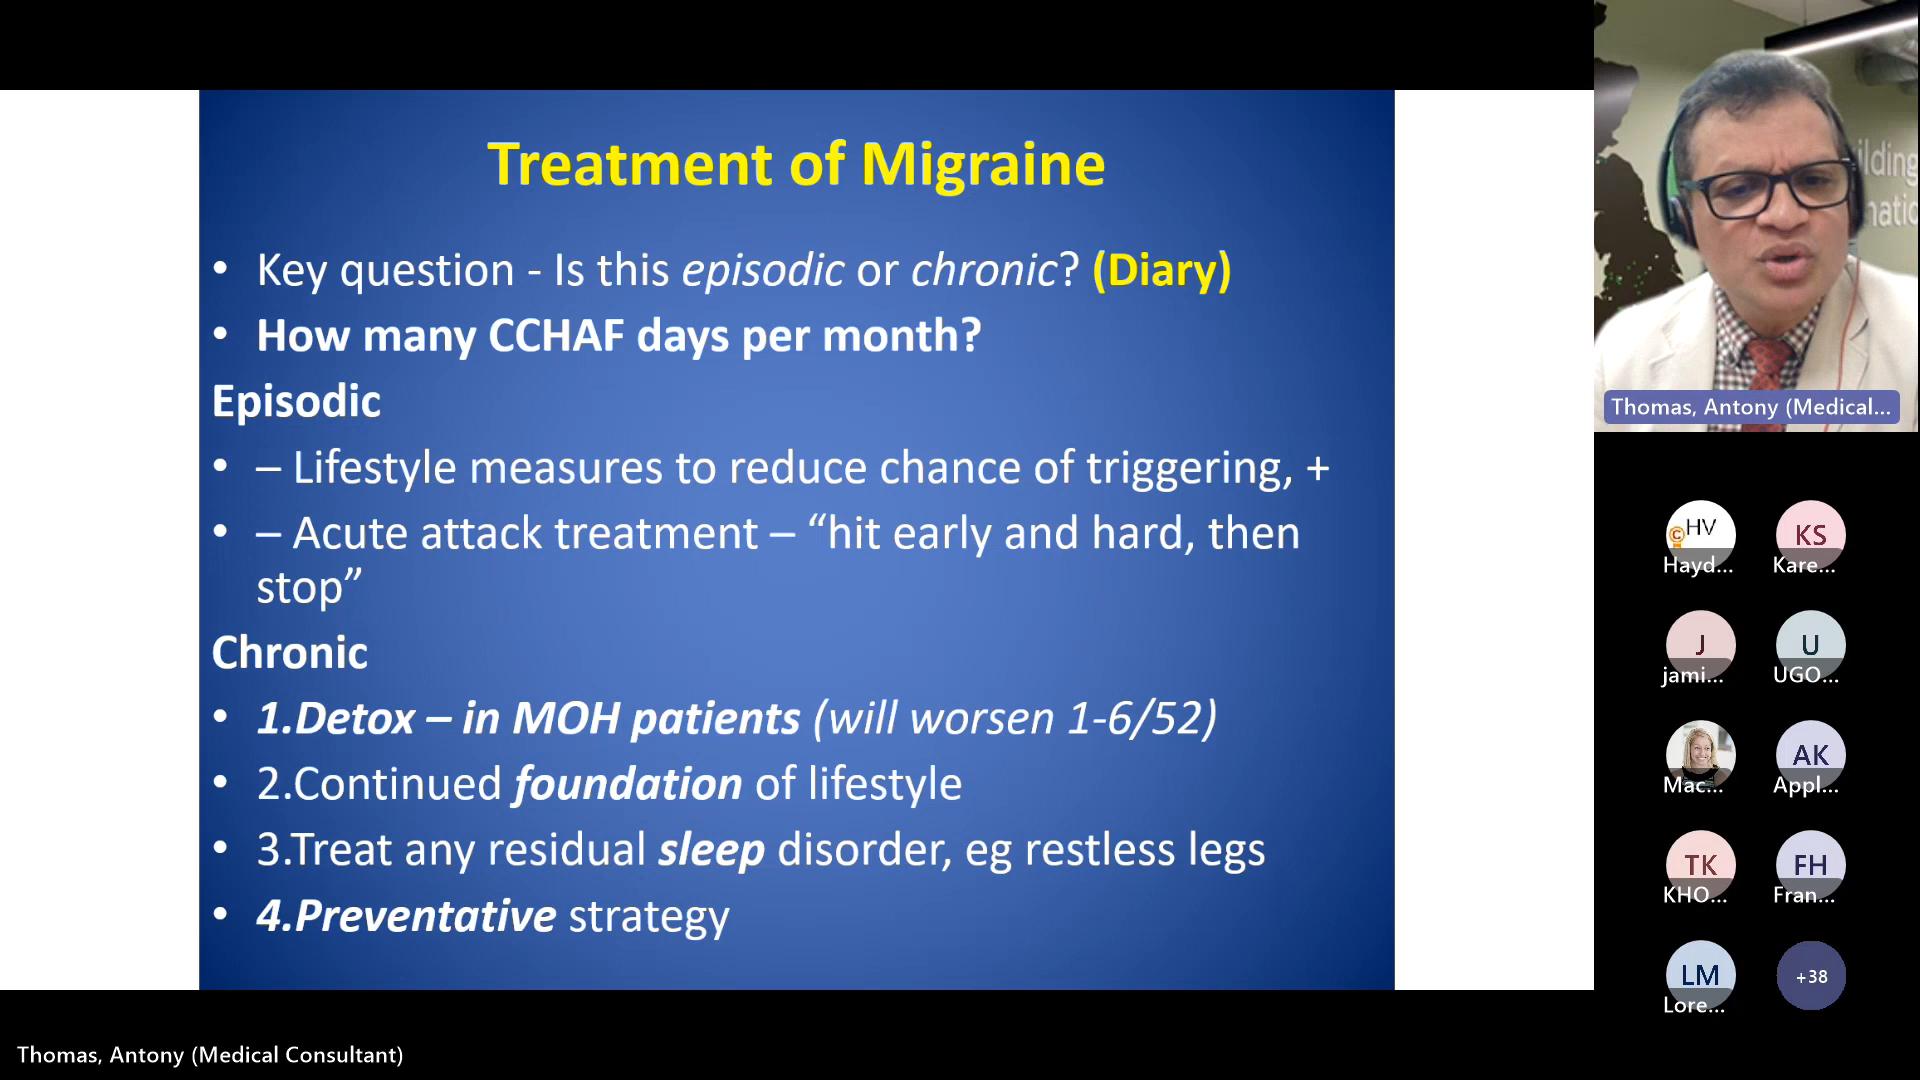 Treatment of Migraine
• Key question - Is this episodic or chronic? (Diary)
• How many CCHAF days per month?
Episodic
• – Lifestyle measures to reduce chance of triggering, +
• – Acute attack treatment – “hit early and hard, then
stop”
Chronic
• 1.Detox – in MOH patients (will worsen 1-6/52)
• 2.Continued foundation of lifestyle
• 3.Treat any residual sleep disorder, eg restless legs
• 4.Preventative strategy
Thomas, Antony (Medical Consultant)
ilding
natio
Thomas, Antony (Medical...
HV
Hayd...
KS
Kare...
J
jami...
U
UGO...
Mac...
AK
Appl...
TK
KHO...
FH
Fran...
LM
Lore...
+38